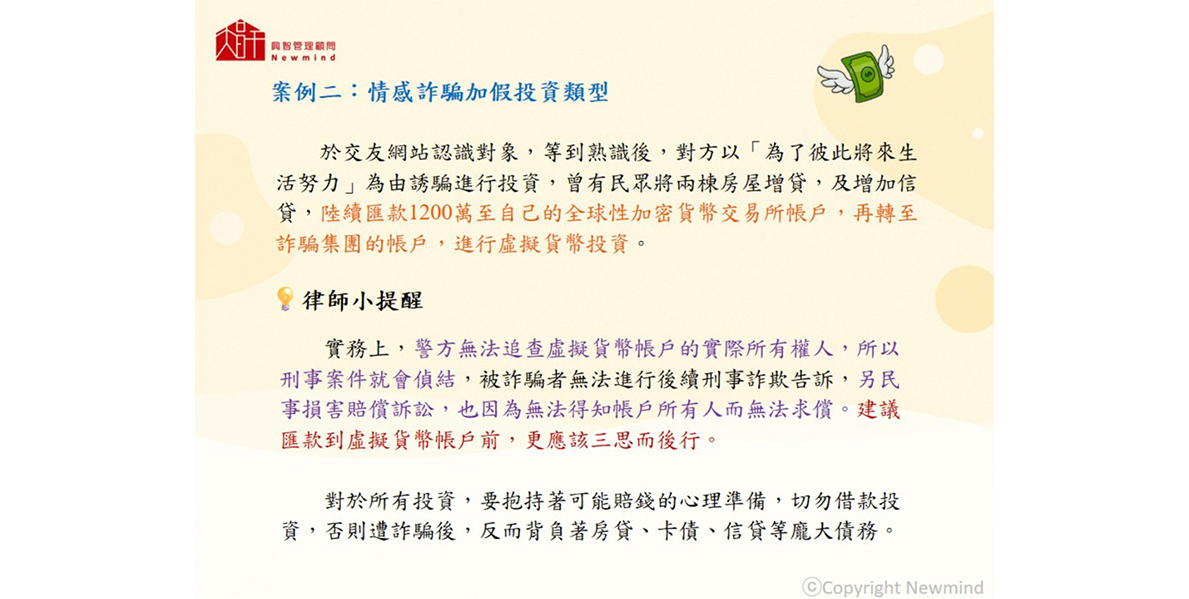 興智管理顧問
Newmind
案例二：情感詐騙加假投資類型
於交友網站認識對象，等到熟識後，對方以「為了彼此將來生
活努力」為由誘騙進行投資，曾有民眾將兩棟房屋增貸，及增加信
貸，陸續匯款1200萬至自己的全球性加密貨幣交易所帳戶，再轉至
詐騙集團的帳戶，進行虛擬貨幣投資。
律師小提醒
實務上，警方無法追查虛擬貨幣帳戶的實際所有權人，所以
刑事案件就會偵結，被詐騙者無法進行後續刑事詐欺告訴，另民
事損害賠償訴訟，也因為無法得知帳戶所有人而無法求償。建議
匯款到虛擬貨幣帳戶前，更應該三思而後行。
對於所有投資，要抱持著可能賠錢的心理準備，切勿借款投
資，否則遭詐騙後，反而背負著房貸、卡債、信貸等龐大債務。
ⓒCopyright Newmind